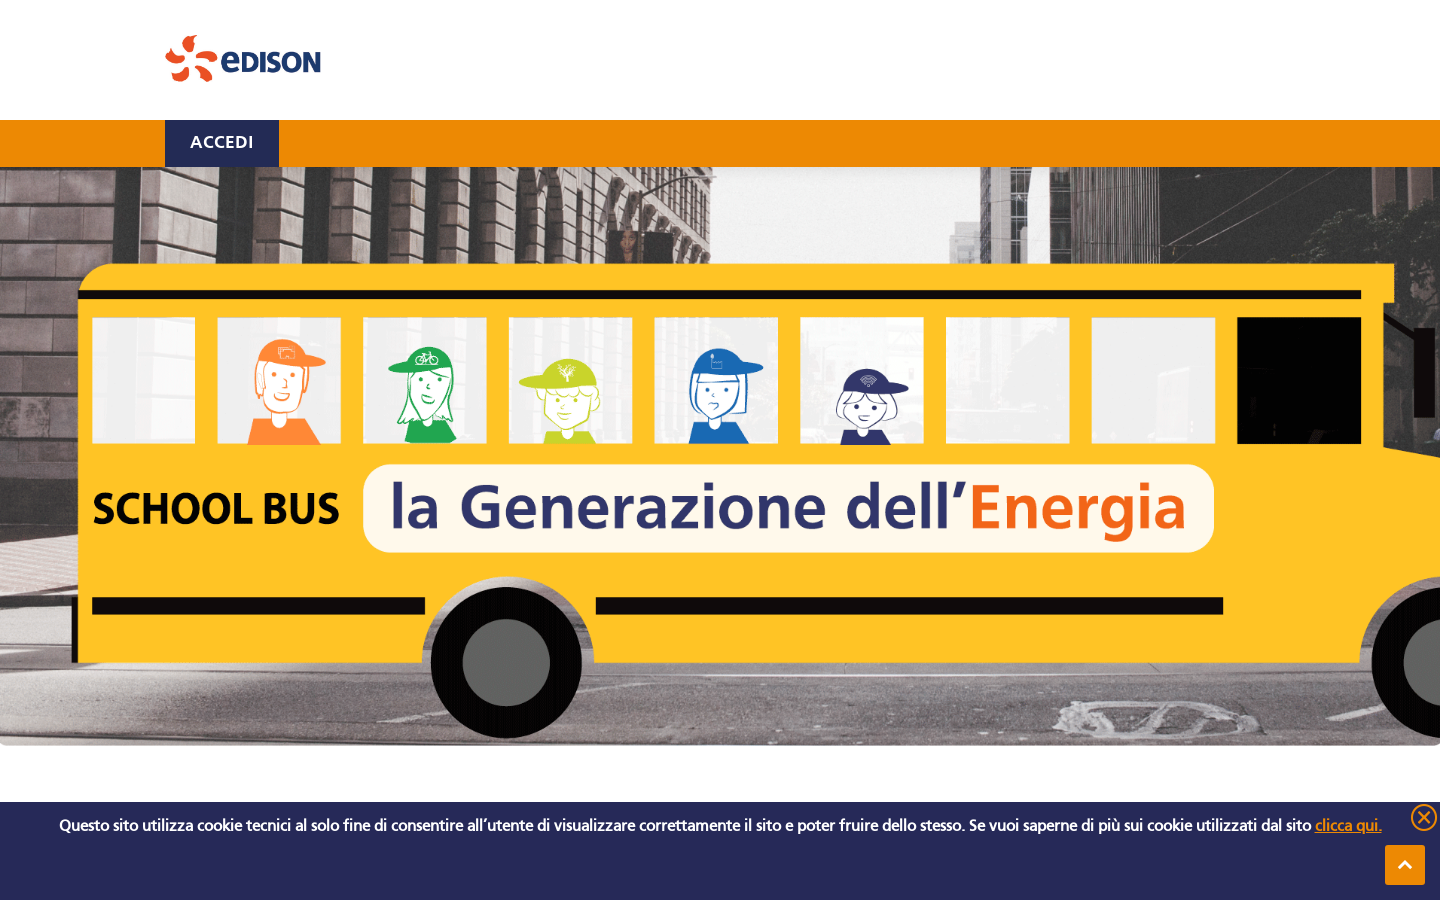 eDISON
ACCEDI
SCHOOL BUS
la Generazione dell’Energia
Questo sito utilizza cookie tecnici al solo fine di consentire all’utente di visualizzare correttamente il sito e poter fruire dello stesso. Se vuoi saperne di più sui cookie utilizzati dal sito clicca qui.